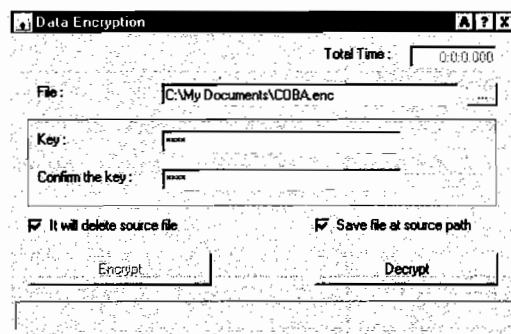 Data Encryption A ? X
Total Time : 0:0:0.000
File : C:\My Documents\COBA.enc ...
Key : ****
Confirm the key : ****
It will delete source file Save file at source path
Encrypt Decrypt